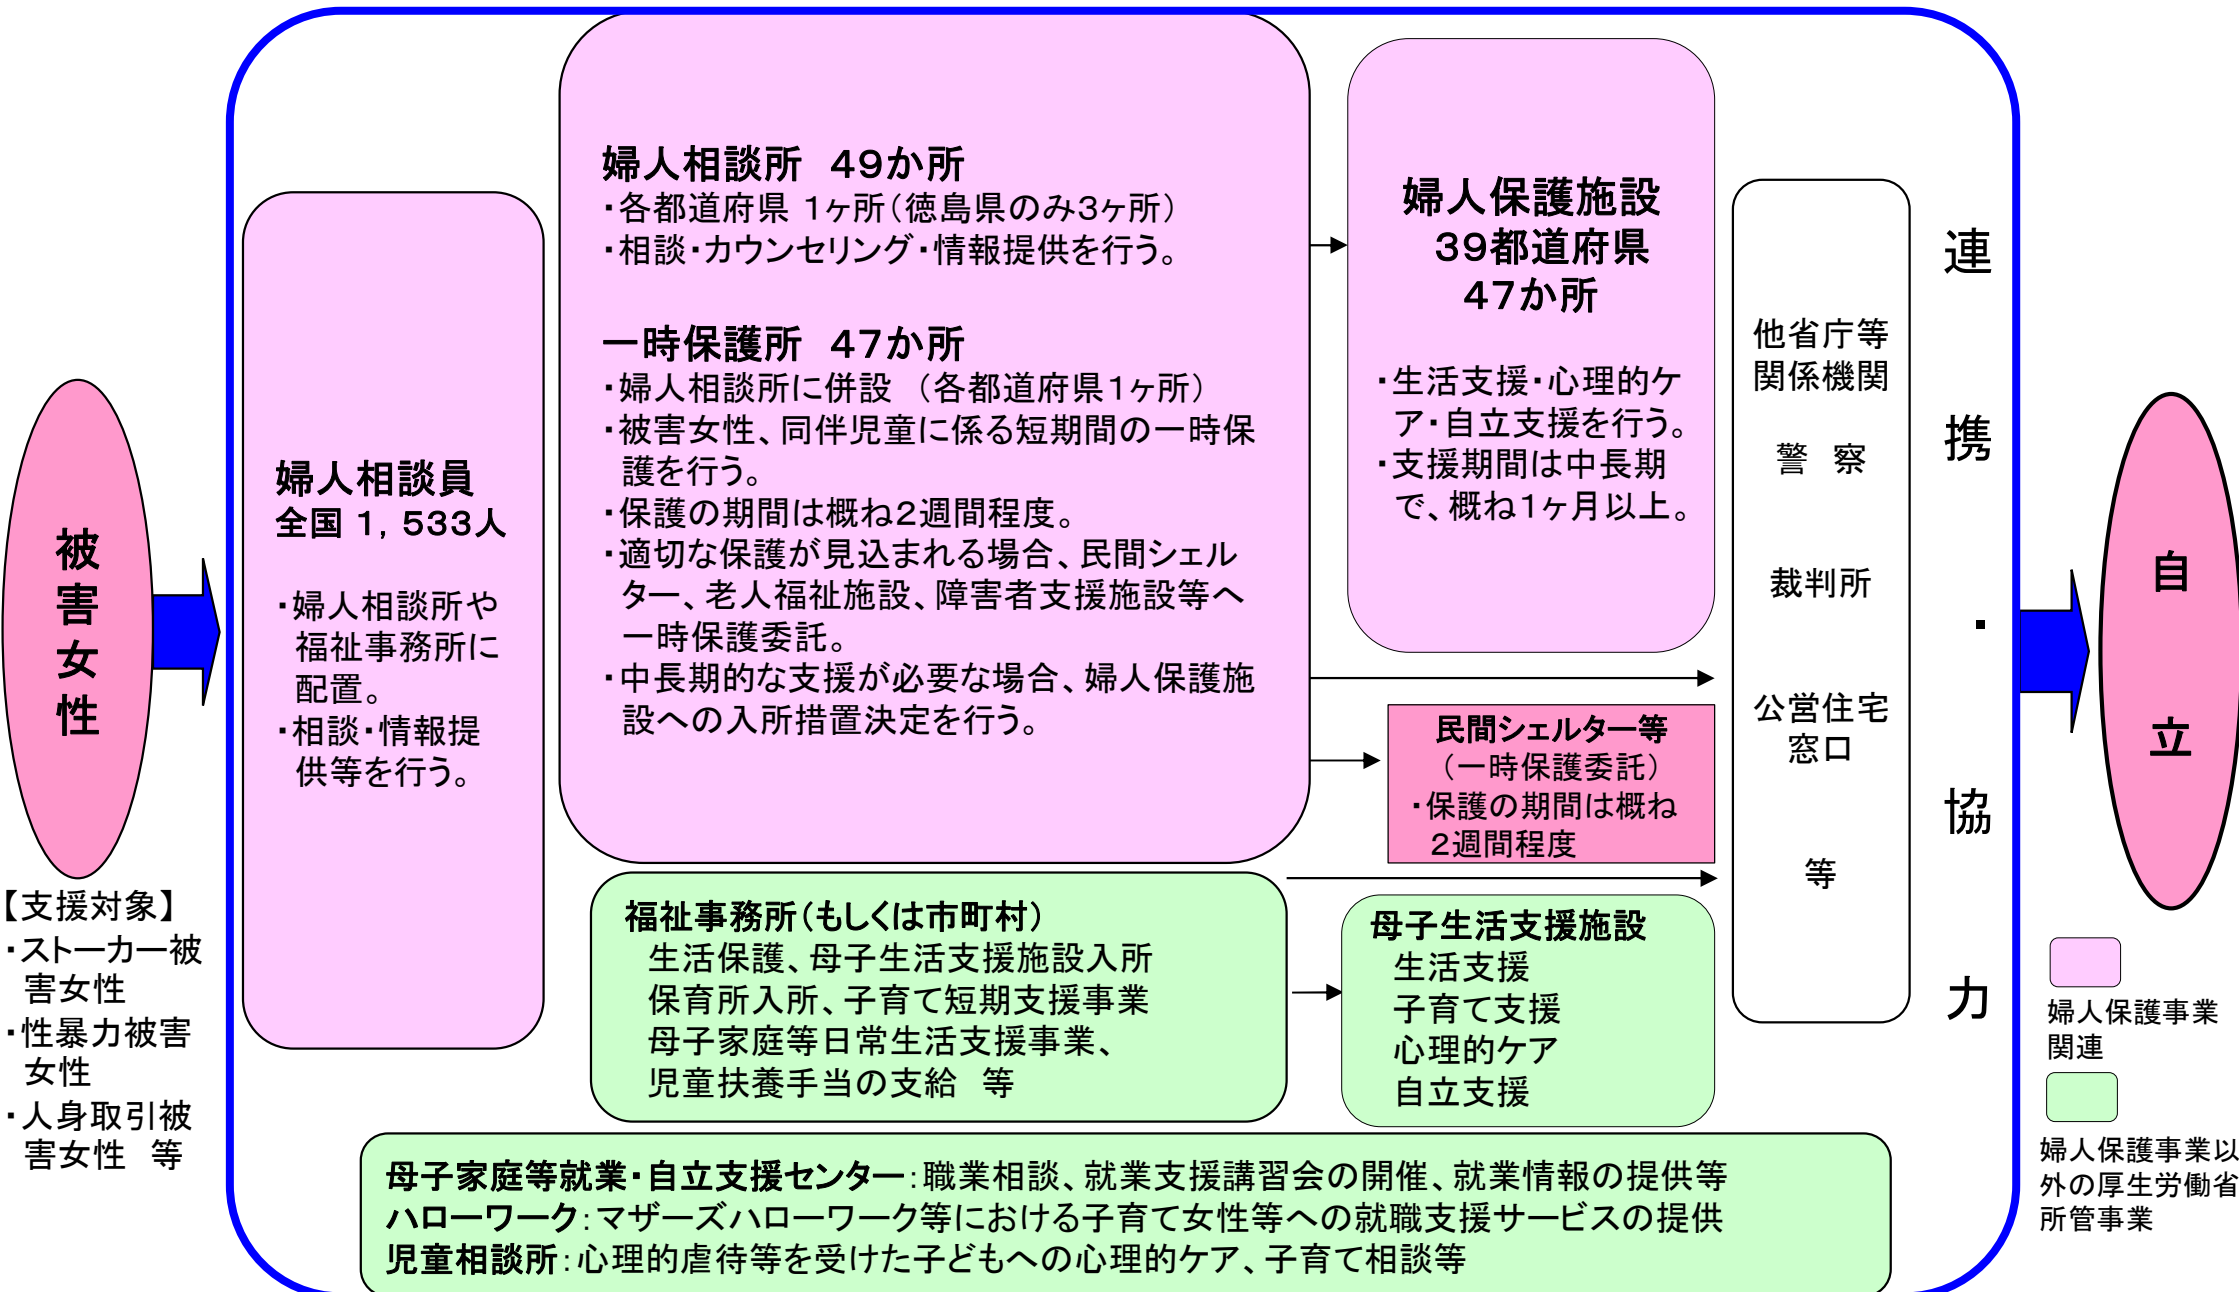 被害女性
【支援対象】
・ストーカー被
害女性
・性暴力被害
女性
・人身取引被
害女性　等
婦人相談員
全国 1，533人
・婦人相談所や
福祉事務所に
配置。
・相談・情報提
供等を行う。
婦人相談所　49か所
・各都道府県 1ヶ所（徳島県のみ3ヶ所）
・相談・カウンセリング・情報提供を行う。
一時保護所　47か所
・婦人相談所に併設　（各都道府県1ヶ所）
・被害女性、同伴児童に係る短期間の一時保
護を行う。
・保護の期間は概ね2週間程度。
・適切な保護が見込まれる場合、民間シェル
ター、老人福祉施設、障害者支援施設等へ
一時保護委託。
・中長期的な支援が必要な場合、婦人保護施
設への入所措置決定を行う。
婦人保護施設
39都道府県
47か所
・生活支援・心理的ケ
ア・自立支援を行う。
・支援期間は中長期
で、概ね1ヶ月以上。
民間シェルター等
（一時保護委託）
・保護の期間は概ね
2週間程度
福祉事務所（もしくは市町村）
生活保護、母子生活支援施設入所
保育所入所、子育て短期支援事業
母子家庭等日常生活支援事業、
児童扶養手当の支給　等
母子生活支援施設
生活支援
子育て支援
心理的ケア
自立支援
母子家庭等就業・自立支援センター：職業相談、就業支援講習会の開催、就業情報の提供等
ハローワーク：マザーズハローワーク等における子育て女性等への就職支援サービスの提供
児童相談所：心理的虐待等を受けた子どもへの心理的ケア、子育て相談等
他省庁等
関係機関
警　察
裁判所
公営住宅
窓口
等
連携・協力
自立
婦人保護事業
関連
婦人保護事業以
外の厚生労働省
所管事業